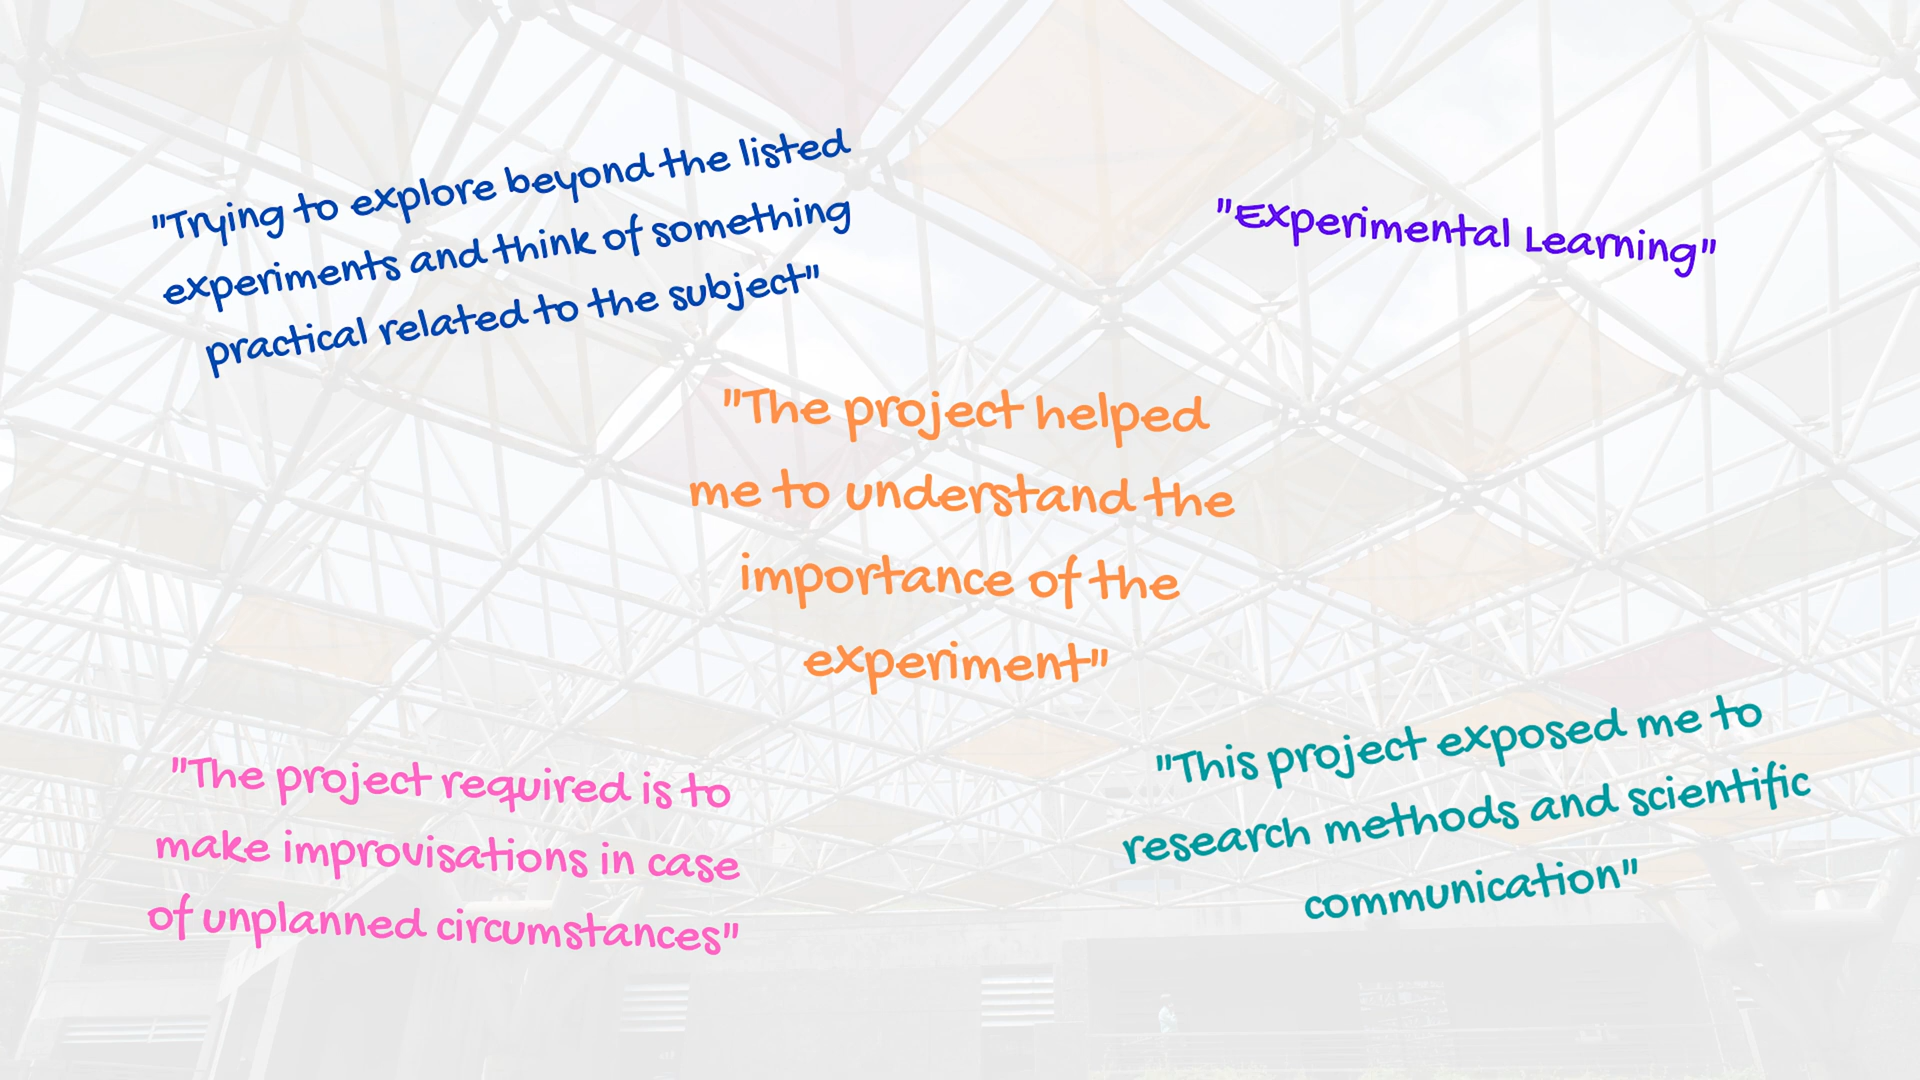 "Trying to explore beyond the listed
experiments and think of something
practical related to the subject"
"Experimental Learning"
"The project helped
me to understand the
importance of the
experiment"
"The project required is to
make improvisations in case
of unplanned circumstances"
"This project exposed me to
research methods and scientific
communication"